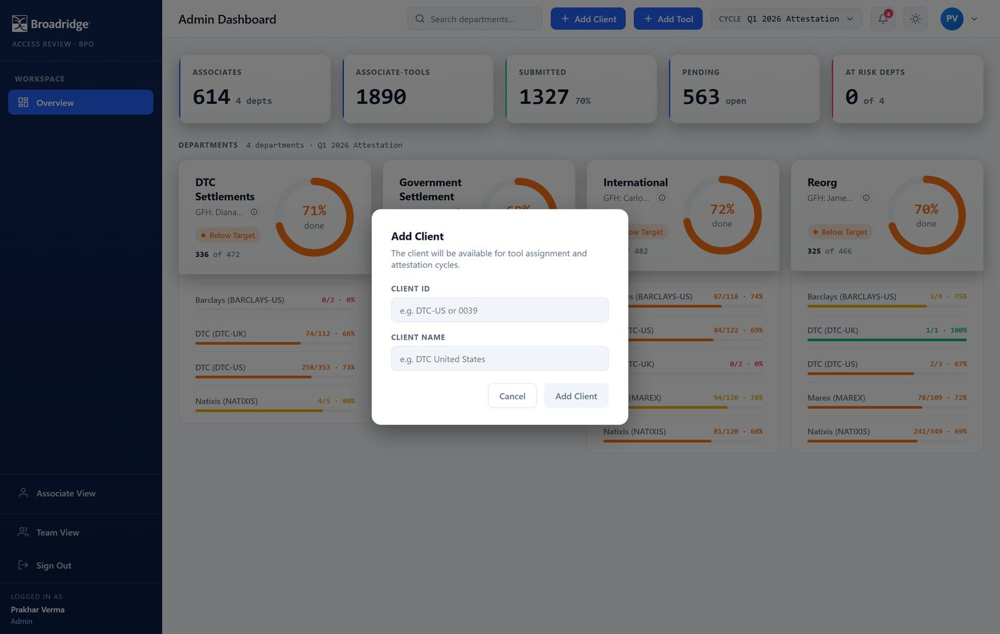 Broadridge
ACCESS REVIEW · BPO
WORKSPACE
Overview
Associate View
Team View
Sign Out
LOGGED IN AS
Prakhar Verma
Admin
Admin Dashboard
Search departments...
Add Client
Add Tool
CYCLE Q1 2026 Attestation
4
PV
ASSOCIATES
614 4 depts
ASSOCIATE-TOOLS
1890
SUBMITTED
1327 70%
PENDING
563 open
AT RISK DEPTS
0 of 4
DEPARTMENTS 4 departments · Q1 2026 Attestation
DTC
Settlements
GFH: Diana...
Below Target
336 of 472
71%
done
Barclays (BARCLAYS-US) 0/2 · 0%
DTC (DTC-UK) 74/112 · 66%
DTC (DTC-US) 258/353 · 73%
Natixis (NATIXIS) 4/5 · 80%
Government
Settlement
International
GFH: Carlo...
ow Target
482
72%
done
s (BARCLAYS-US) 87/118 · 74%
TC-US) 84/122 · 69%
TC-UK) 0/2 · 0%
(MAREX) 94/120 · 78%
Natixis (NATIXIS) 81/120 · 68%
Reorg
GFH: Jame...
Below Target
325 of 466
70%
done
Barclays (BARCLAYS-US) 3/4 · 75%
DTC (DTC-UK) 1/1 · 100%
DTC (DTC-US) 2/3 · 67%
Marex (MAREX) 78/109 · 72%
Natixis (NATIXIS) 241/349 · 69%
Add Client
The client will be available for tool assignment and
attestation cycles.
CLIENT ID
e.g. DTC-US or 0039
CLIENT NAME
e.g. DTC United States
Cancel
Add Client